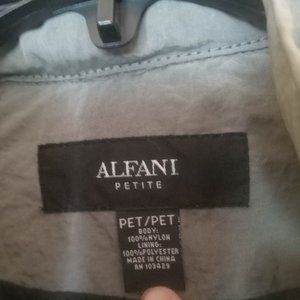 ALFANI
PETITE
PET/PET
BODY:
100%NYLON
LINING:
100%POLYESTER
MADE IN CHINA
RN 103429